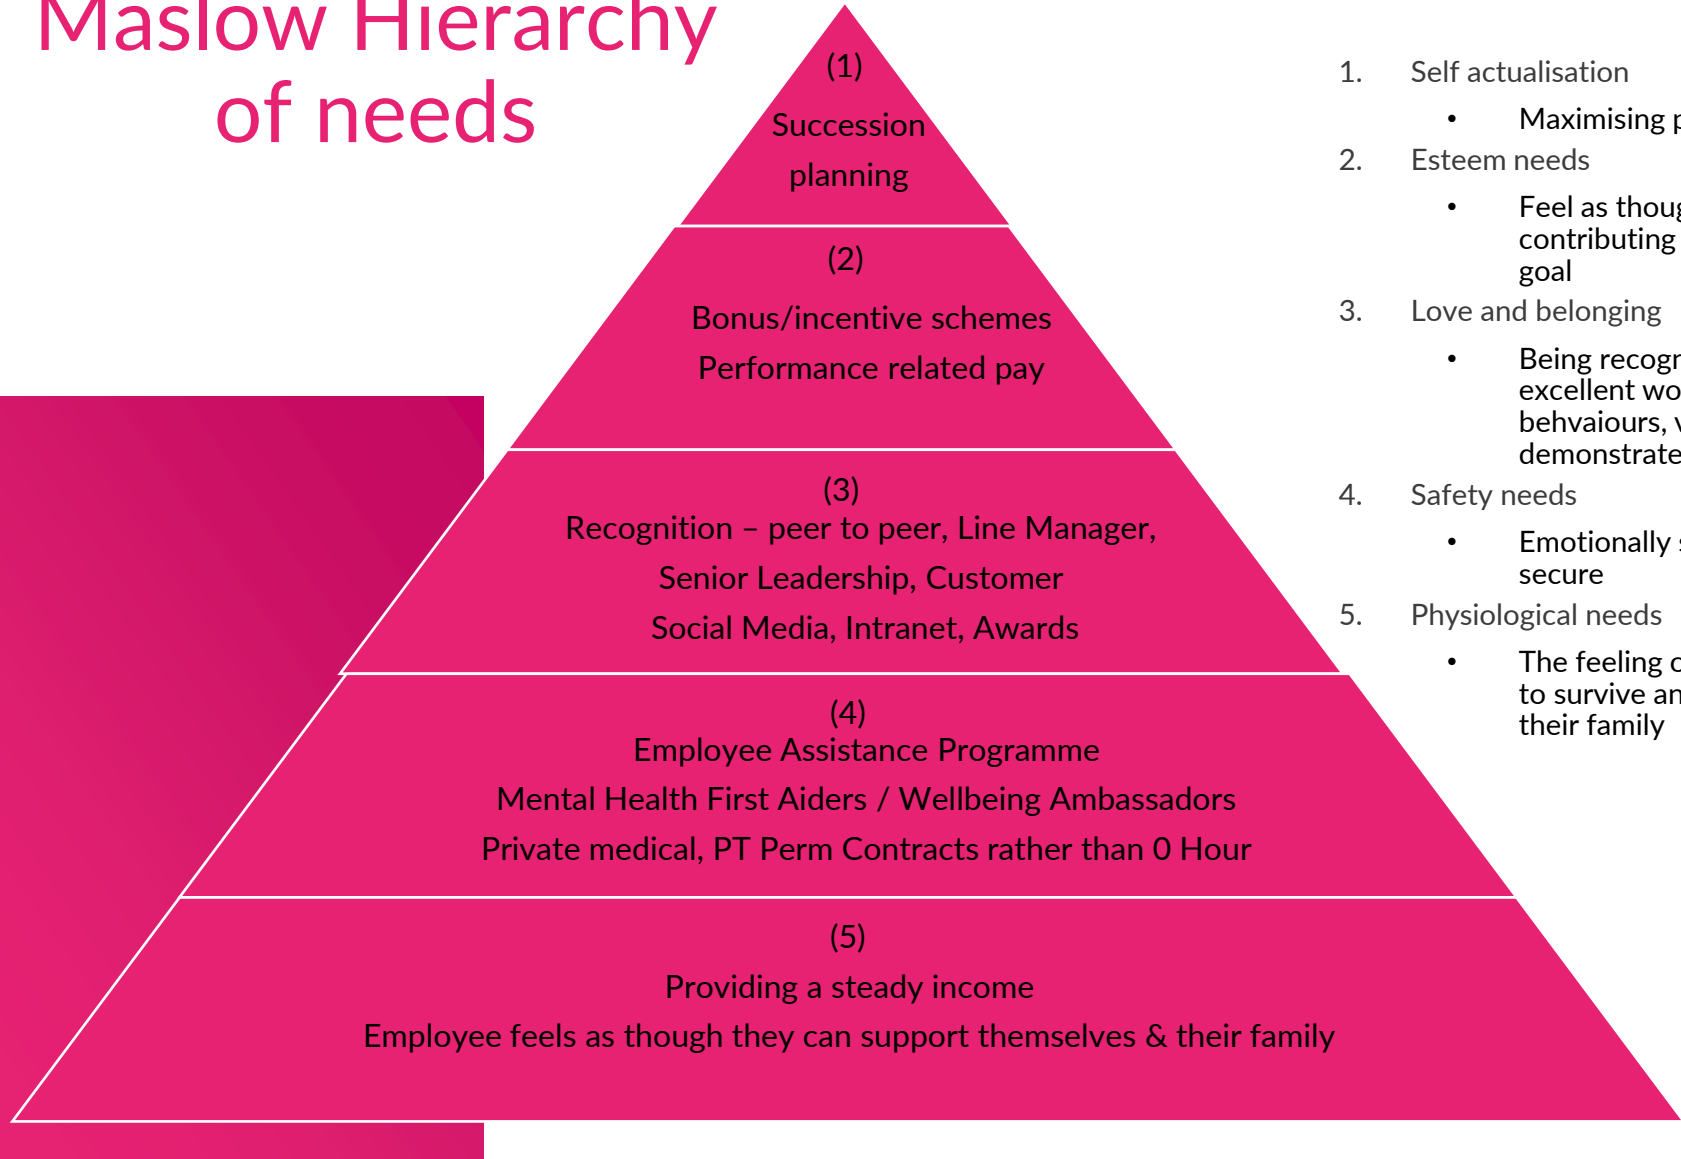 Maslow Hierarchy
of needs
(1)
Succession
planning
(2)
Bonus/incentive schemes
Performance related pay
(3)
Recognition – peer to peer, Line Manager,
Senior Leadership, Customer
Social Media, Intranet, Awards
(4)
Employee Assistance Programme
Mental Health First Aiders / Wellbeing Ambassadors
Private medical, PT Perm Contracts rather than 0 Hour
(5)
Providing a steady income
Employee feels as though they can support themselves & their family
1. Self actualisation
• Maximising
2. Esteem needs
• Feel as
contributing
goal
3. Love and belonging
• Being
excellent
behvaiours,
demonstrate
4. Safety needs
• Emotionally
secure
5. Physiological needs
• The feeling
to survive
their family